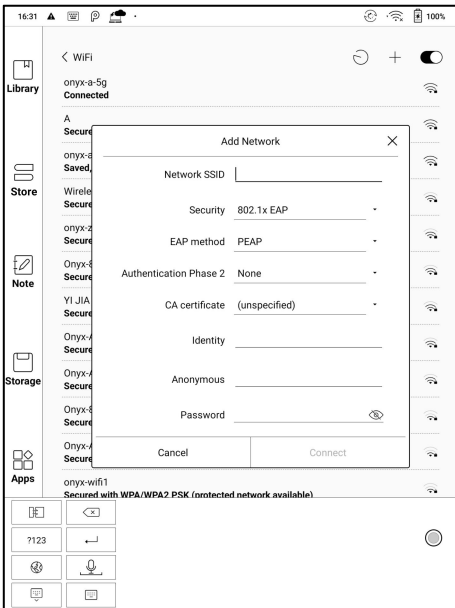 16:31
100%
WiFi
Library
Store
Note
Storage
Apps
onyx-a-5g
Connected
A
Secure
onyx-a
Saved,
Wirele
Secure
onyx-z
Secure
Onyx-8
Secure
YI JIA
Secure
Onyx-A
Secure
Onyx-A
Secure
Onyx-8
Secure
Onyx-A
Secure
onyx-wifi1
Secured with WPA/WPA2 PSK (protected network available)
Add Network
Network SSID
Security 802.1x EAP
EAP method PEAP
Authentication Phase 2 None
CA certificate (unspecified)
Identity
Anonymous
Password
Cancel Connect
?123